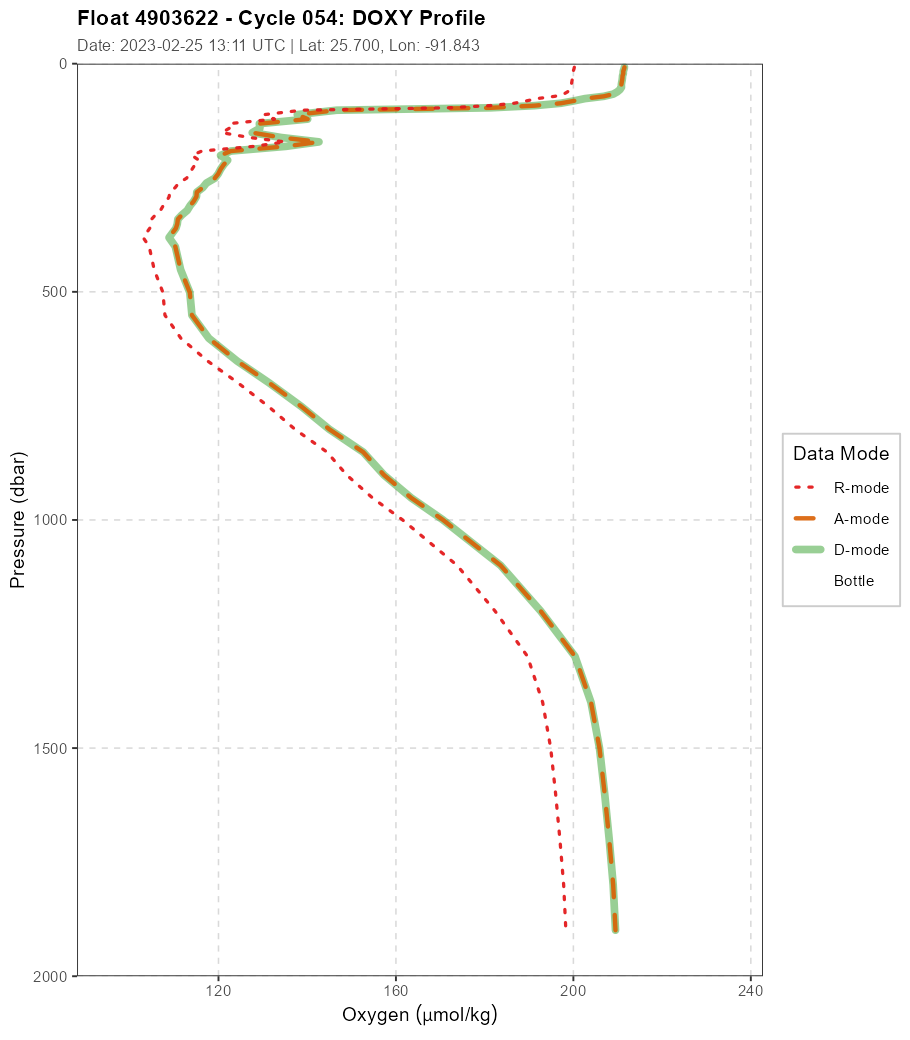 Float 4903622 - Cycle 054: DOXY Profile
Date: 2023-02-25 13:11 UTC | Lat: 25.700, Lon: -91.843
0
500
1000
1500
2000
Pressure (dbar)
120
160
200
240
Oxygen (μmol/kg)
Data Mode
R-mode
A-mode
D-mode
Bottle